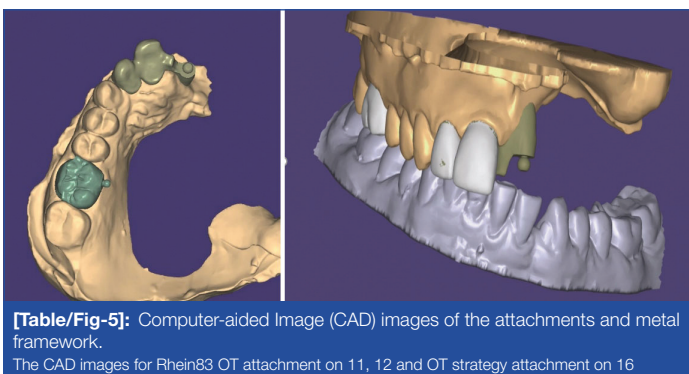 [Table/Fig-5]: Computer-aided Image (CAD) images of the attachments and metal
framework.
The CAD images for Rhein83 OT attachment on 11, 12 and OT strategy attachment on 16